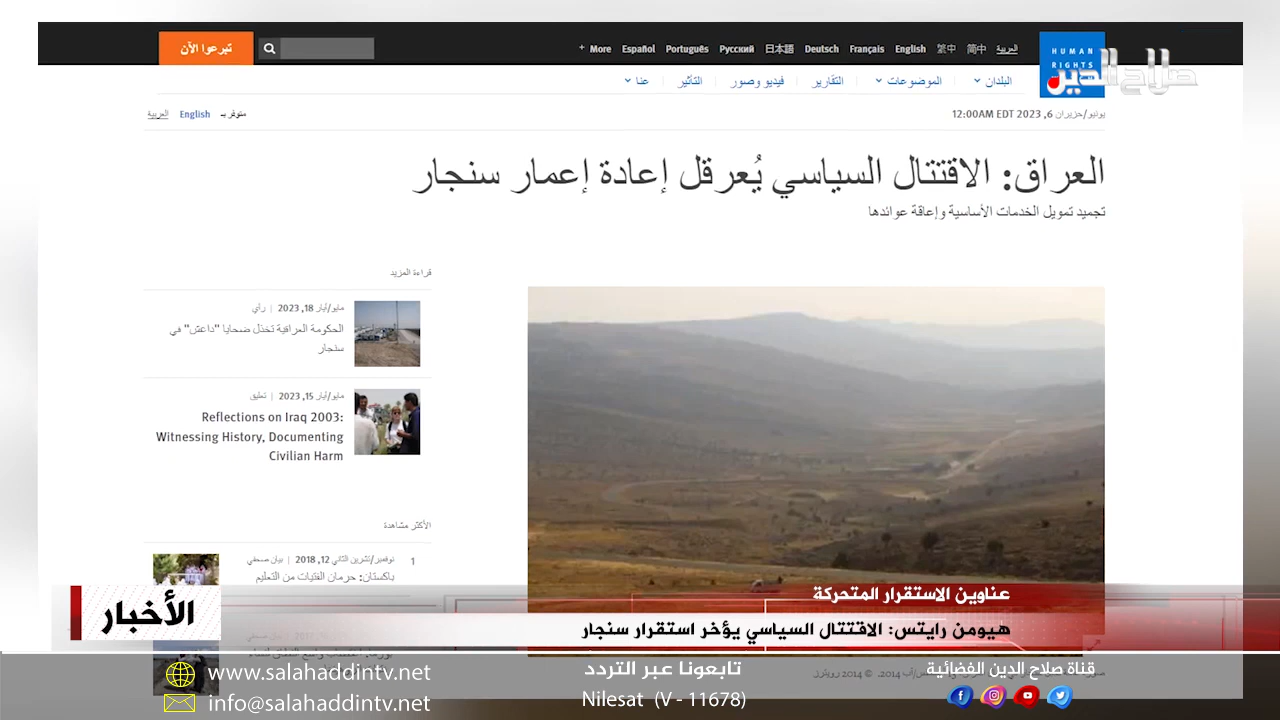 تبرعوا الآن
العربية 简中 繁中 English Français Deutsch 日本語 Русский Português Español More +
HUMAN
RIGHTS
صلاح الدين
البلدان الموضوعات التقارير فيديو وصور التأثير عنا
يونيو/حزيران 6, 2023 12:00AM EDT
متوفر بـ English العربية
العراق: الاقتتال السياسي يُعرقل إعادة إعمار سنجار
تجميد تمويل الخدمات الأساسية وإعاقة عوائدها
قراءة المزيد
مايو/أيار 18, 2023 | رأي
الحكومة العراقية تخذل ضحايا "داعش" في
سنجار
مايو/أيار 15, 2023 | تعليق
Reflections on Iraq 2003:
Witnessing History, Documenting
Civilian Harm
الأكثر مشاهدة
1 نوفمبر/تشرين الثاني 12, 2018 | بيان صحفي
باكستان: حرمان الفتيات من التعليم
الأخبار
عناوين الاستقرار المتحركة
هيومن رايتس: الاقتتال السياسي يؤخر استقرار سنجار
قناة صلاح الدين الفضائية
تابعونا عبر التردد
Nilesat (V - 11678)
www.salahaddintv.net
info@salahaddintv.net
2014. © 2014 رويترز